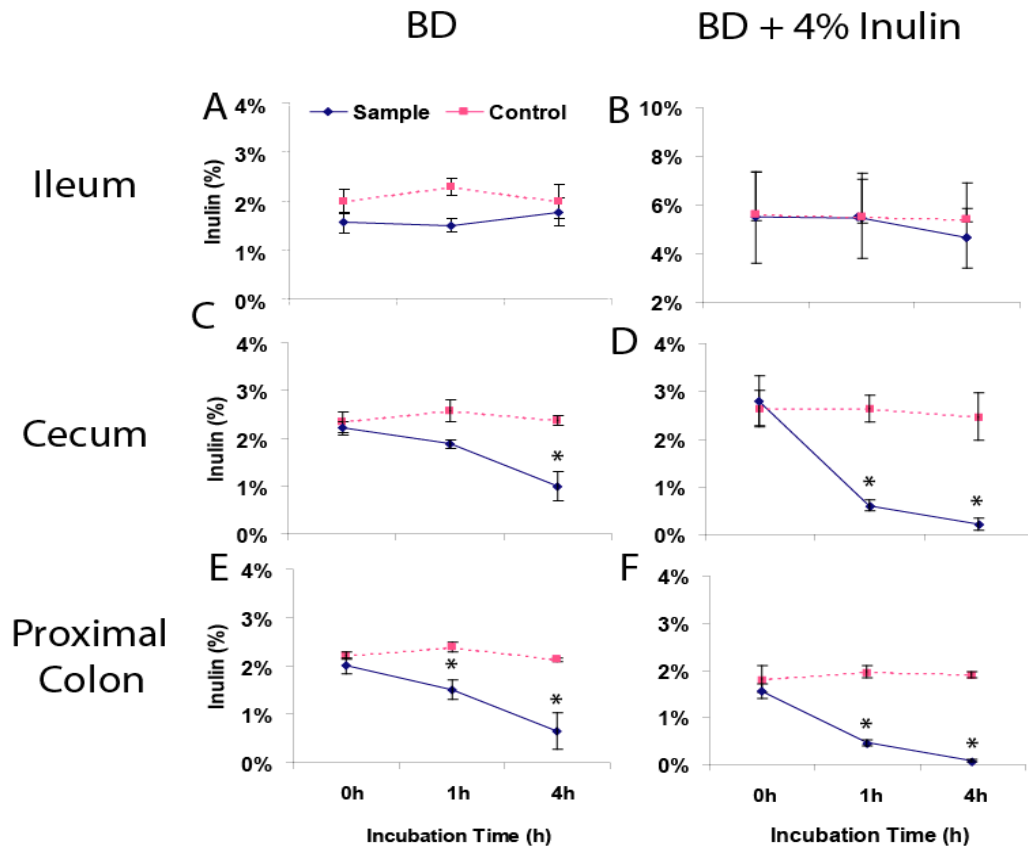 BD
BD + 4% Inulin
Ileum
A
Sample
Control
Inulin (%)
4%
3%
2%
1%
0%
B
10%
8%
6%
4%
2%
Cecum
C
Inulin (%)
4%
3%
2%
1%
0%
*
D
4%
3%
2%
1%
0%
*
*
Proximal
Colon
E
Inulin (%)
4%
3%
2%
1%
0%
*
*
0h
1h
4h
Incubation Time (h)
F
4%
3%
2%
1%
0%
*
*
0h
1h
4h
Incubation Time (h)